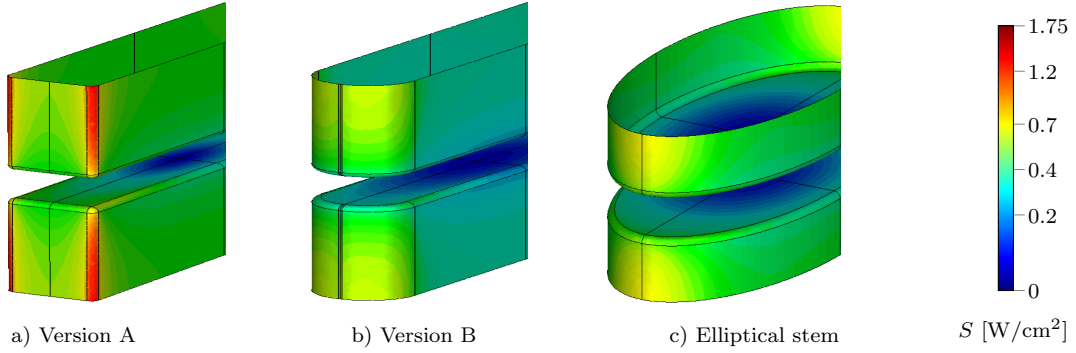 1.75
1.2
0.7
0.4
0.2
0
a) Version A
b) Version B
c) Elliptical stem
S [W/cm²]